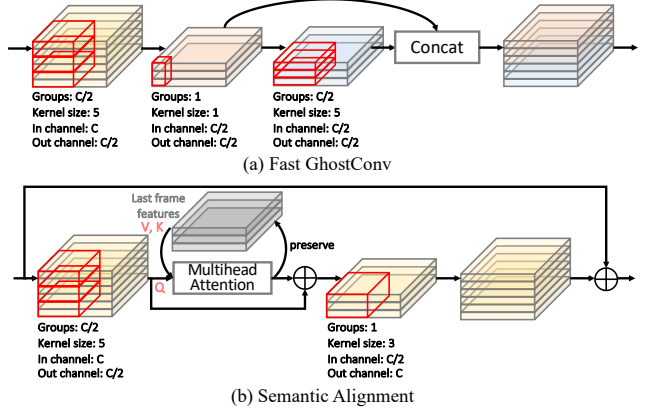 Concat
Groups: C/2
Kernel size: 5
In channel: C
Out channel: C/2
Groups: 1
Kernel size: 1
In channel: C/2
Out channel: C/2
Groups: C/2
Kernel size: 5
In channel: C/2
Out channel: C/2
(a) Fast GhostConv
Last frame
features
V, K
preserve
Q
Multihead
Attention
Groups: C/2
Kernel size: 5
In channel: C
Out channel: C/2
Groups: 1
Kernel size: 3
In channel: C/2
Out channel: C
(b) Semantic Alignment